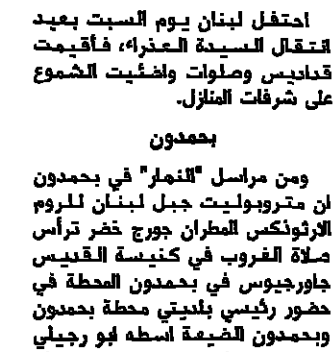 احتفل لبنان يوم السبت بعيد
انتقال السيدة العذراء، فأقيمت
قداديس وصلوات واضئيت الشموع
على شرفات المنازل.
بحمدون
ومن مراسل "النهار" في بحمدون
ان متروبوليت جبل لبنان للروم
الارثوذكس المطران جورج خضر ترأس
صلاة الغروب في كنيسة القديس
جاورجيوس في بحمدون المحطة في
حضور رئيسي بلديتي محطة بحمدون
وبحمدون الضيعة اسطه ابو رجيلي